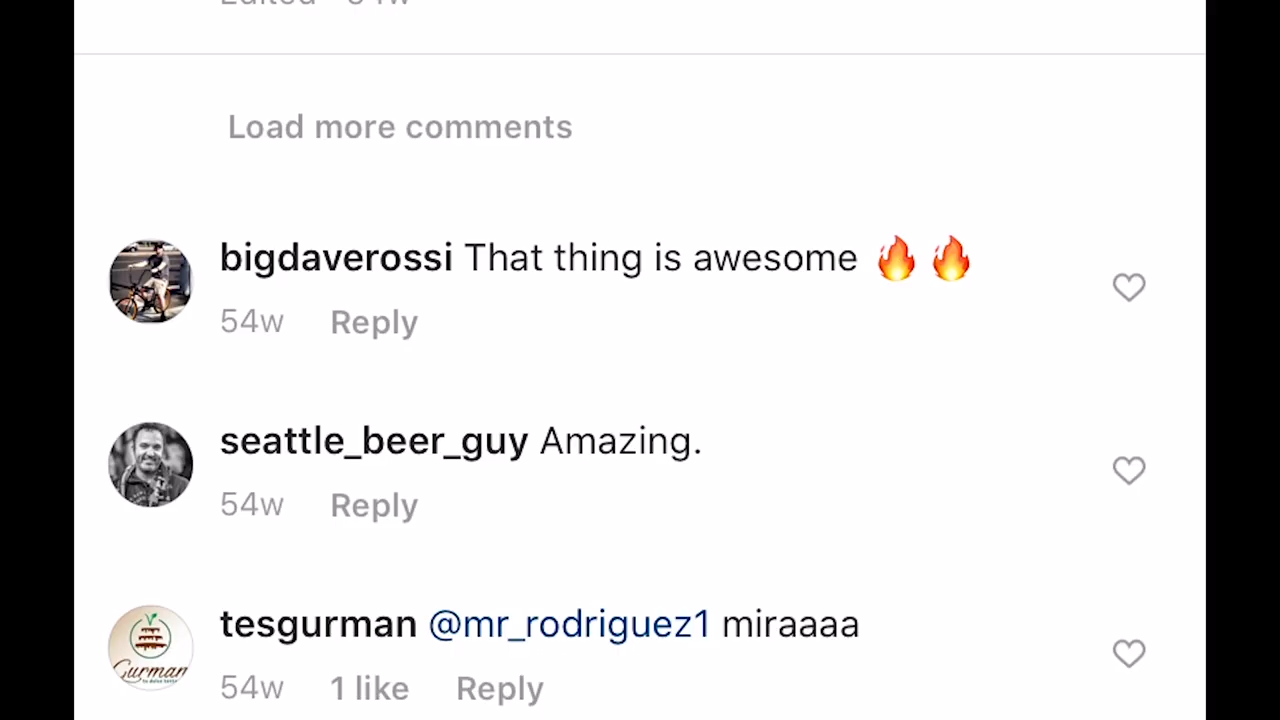 Load more comments
bigdaverossi That thing is awesome 🔥 🔥
54w Reply
seattle_beer_guy Amazing.
54w Reply
tesgurman @mr_rodriguez1 miraaaa
Gurman
54w 1 like Reply